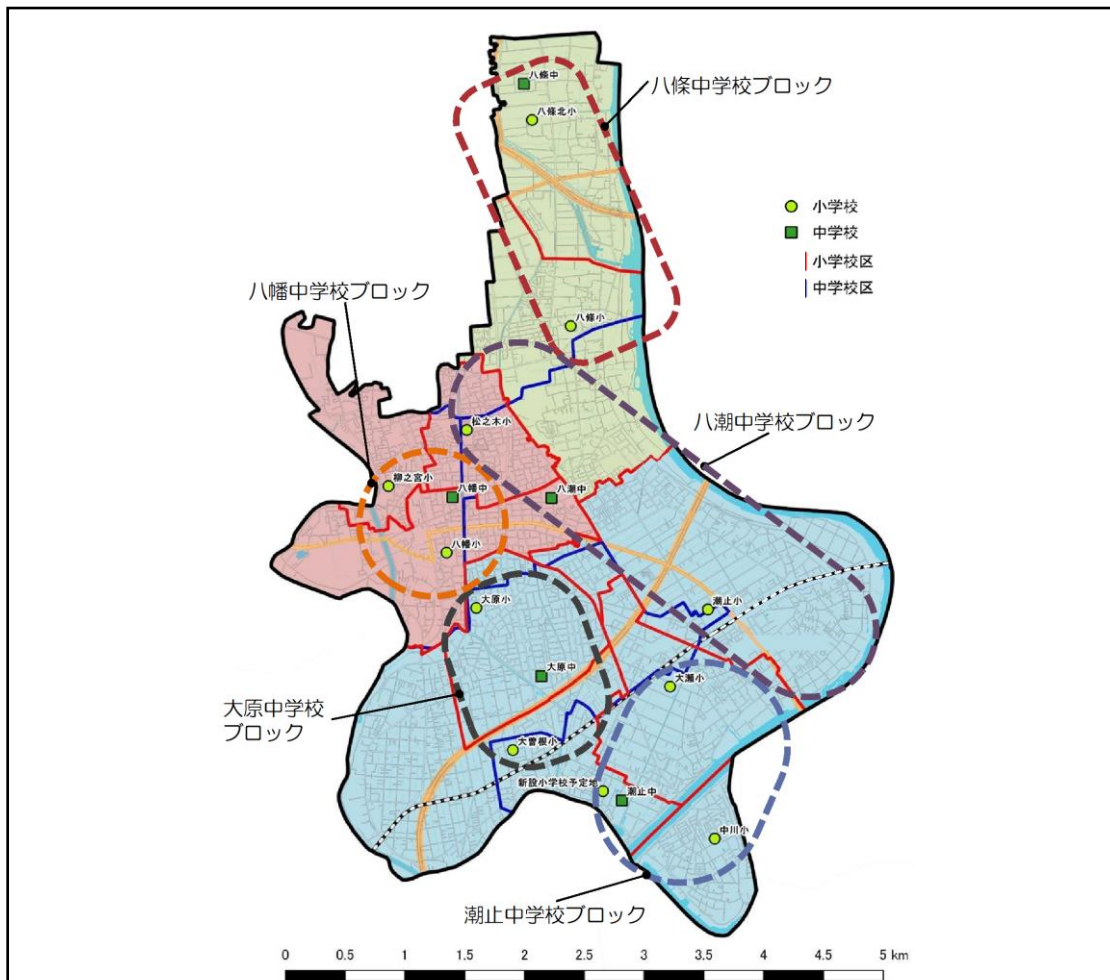 八條中
八條中学校ブロック
八條北小
小学校
中学校
小学校区
中学校区
八幡中学校ブロック
八條小
八潮中学校ブロック
松之木小
柳之宮小
八幡中
八潮中
八幡小
大原小
潮止小
大原中
大瀬小
大原中学校
ブロック
大曽根小
新設小学校予定地
潮止中
中川小
潮止中学校ブロック
0 0.5 1 1.5 2 2.5 3 3.5 4 4.5 5 km